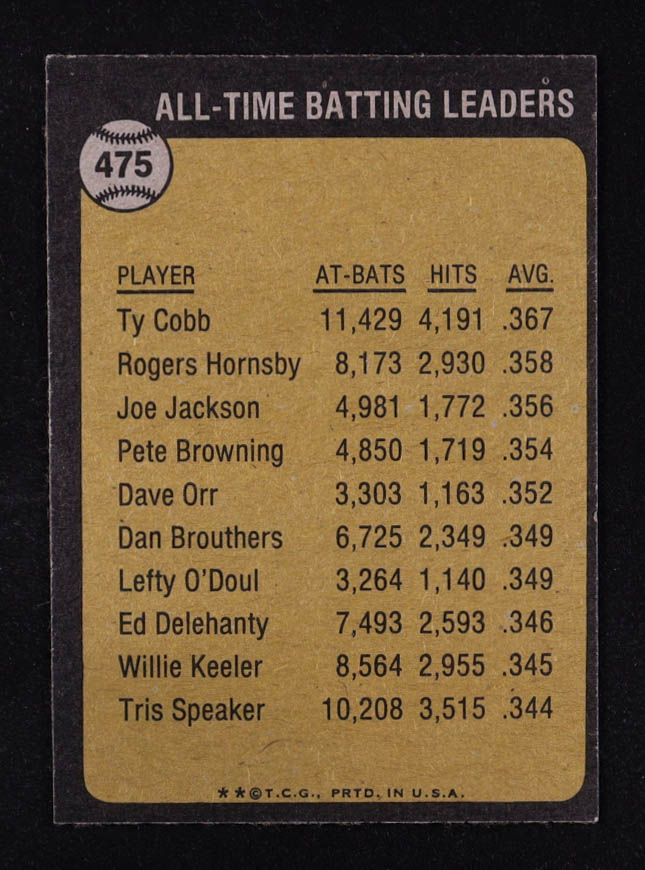 ALL-TIME BATTING LEADERS
475
PLAYER AT-BATS HITS AVG.
Ty Cobb 11,429 4,191 .367
Rogers Hornsby 8,173 2,930 .358
Joe Jackson 4,981 1,772 .356
Pete Browning 4,850 1,719 .354
Dave Orr 3,303 1,163 .352
Dan Brouthers 6,725 2,349 .349
Lefty O'Doul 3,264 1,140 .349
Ed Delehanty 7,493 2,593 .346
Willie Keeler 8,564 2,955 .345
Tris Speaker 10,208 3,515 .344
**©T.C.G., PRTD. IN U.S.A.